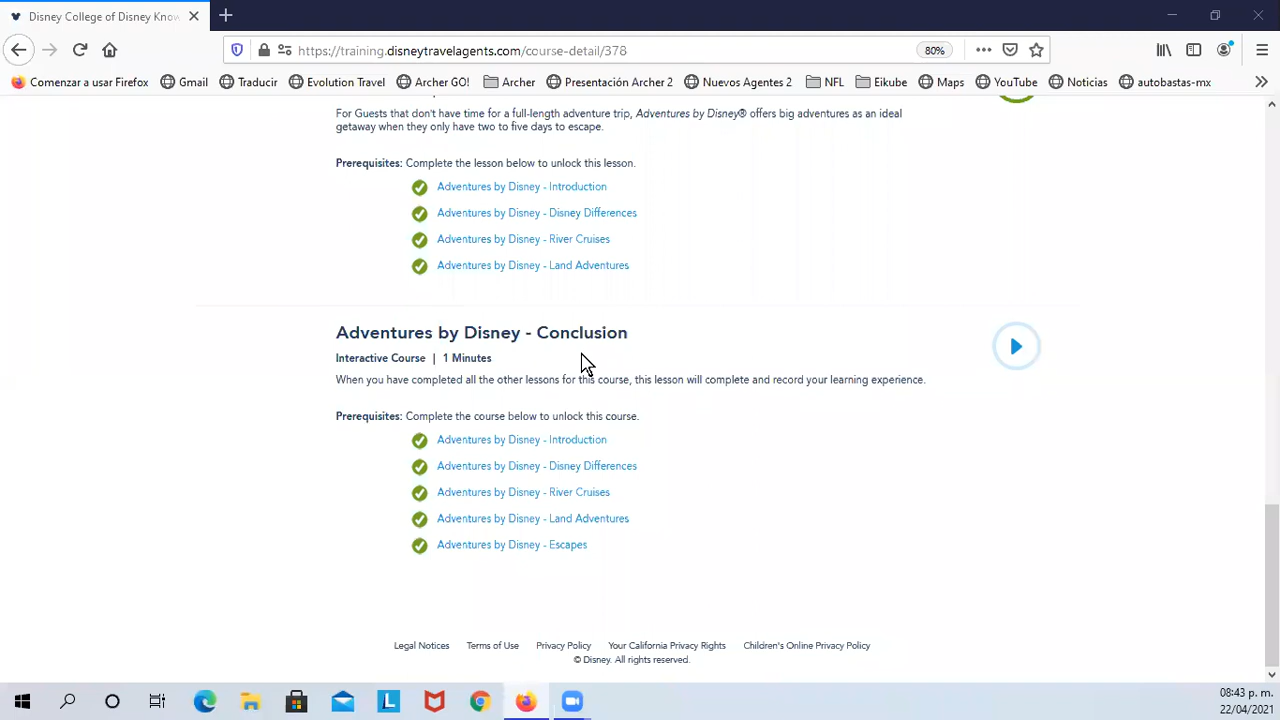 Disney College of Disney Know
https://training.disneytravelagents.com/course-detail/378
80%
Comenzar a usar Firefox
Gmail
Traducir
Evolution Travel
Archer GO!
Archer
Presentación Archer 2
Nuevos Agentes 2
NFL
Eikube
Maps
YouTube
Noticias
autobastas-mx
For Guests that don't have time for a full-length adventure trip, Adventures by Disney® offers big adventures as an ideal
getaway when they only have two to five days to escape.
Prerequisites: Complete the lesson below to unlock this lesson.
Adventures by Disney - Introduction
Adventures by Disney - Disney Differences
Adventures by Disney - River Cruises
Adventures by Disney - Land Adventures
Adventures by Disney - Conclusion
Interactive Course | 1 Minutes
When you have completed all the other lessons for this course, this lesson will complete and record your learning experience.
Prerequisites: Complete the course below to unlock this course.
Adventures by Disney - Introduction
Adventures by Disney - Disney Differences
Adventures by Disney - River Cruises
Adventures by Disney - Land Adventures
Adventures by Disney - Escapes
Legal Notices
Terms of Use
Privacy Policy
Your California Privacy Rights
Children's Online Privacy Policy
© Disney. All rights reserved.
L
08:43 p. m.
22/04/2021